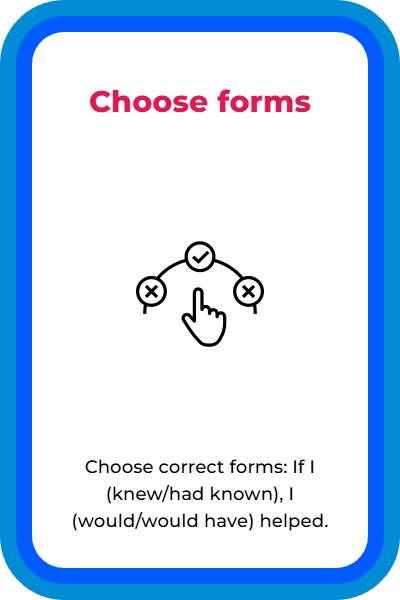 Choose forms
Choose correct forms: If I
(knew/had known), I
(would/would have) helped.